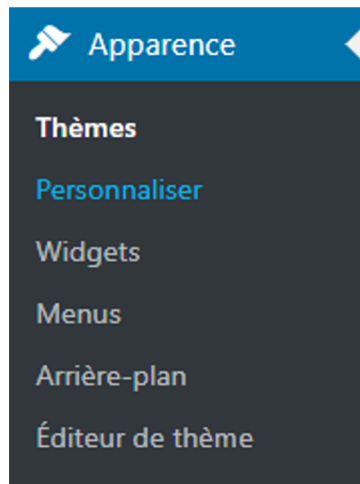 Apparence
Thèmes
Personnaliser
Widgets
Menus
Arrière-plan
Éditeur de thème